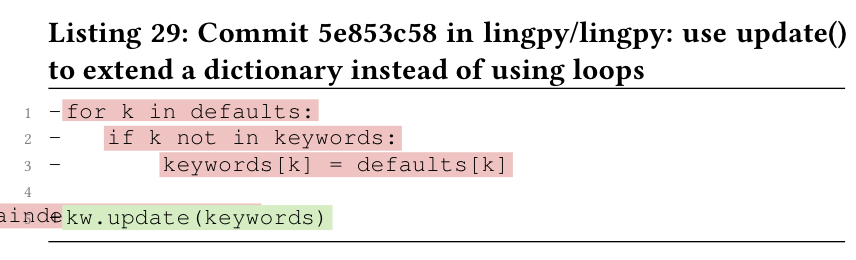 Listing 29: Commit 5e853c58 in lingpy/lingpy: use update()
to extend a dictionary instead of using loops
1 -for k in defaults:
2 -  if k not in keywords:
3 -    keywords[k] = defaults[k]
4
kw.update(keywords)